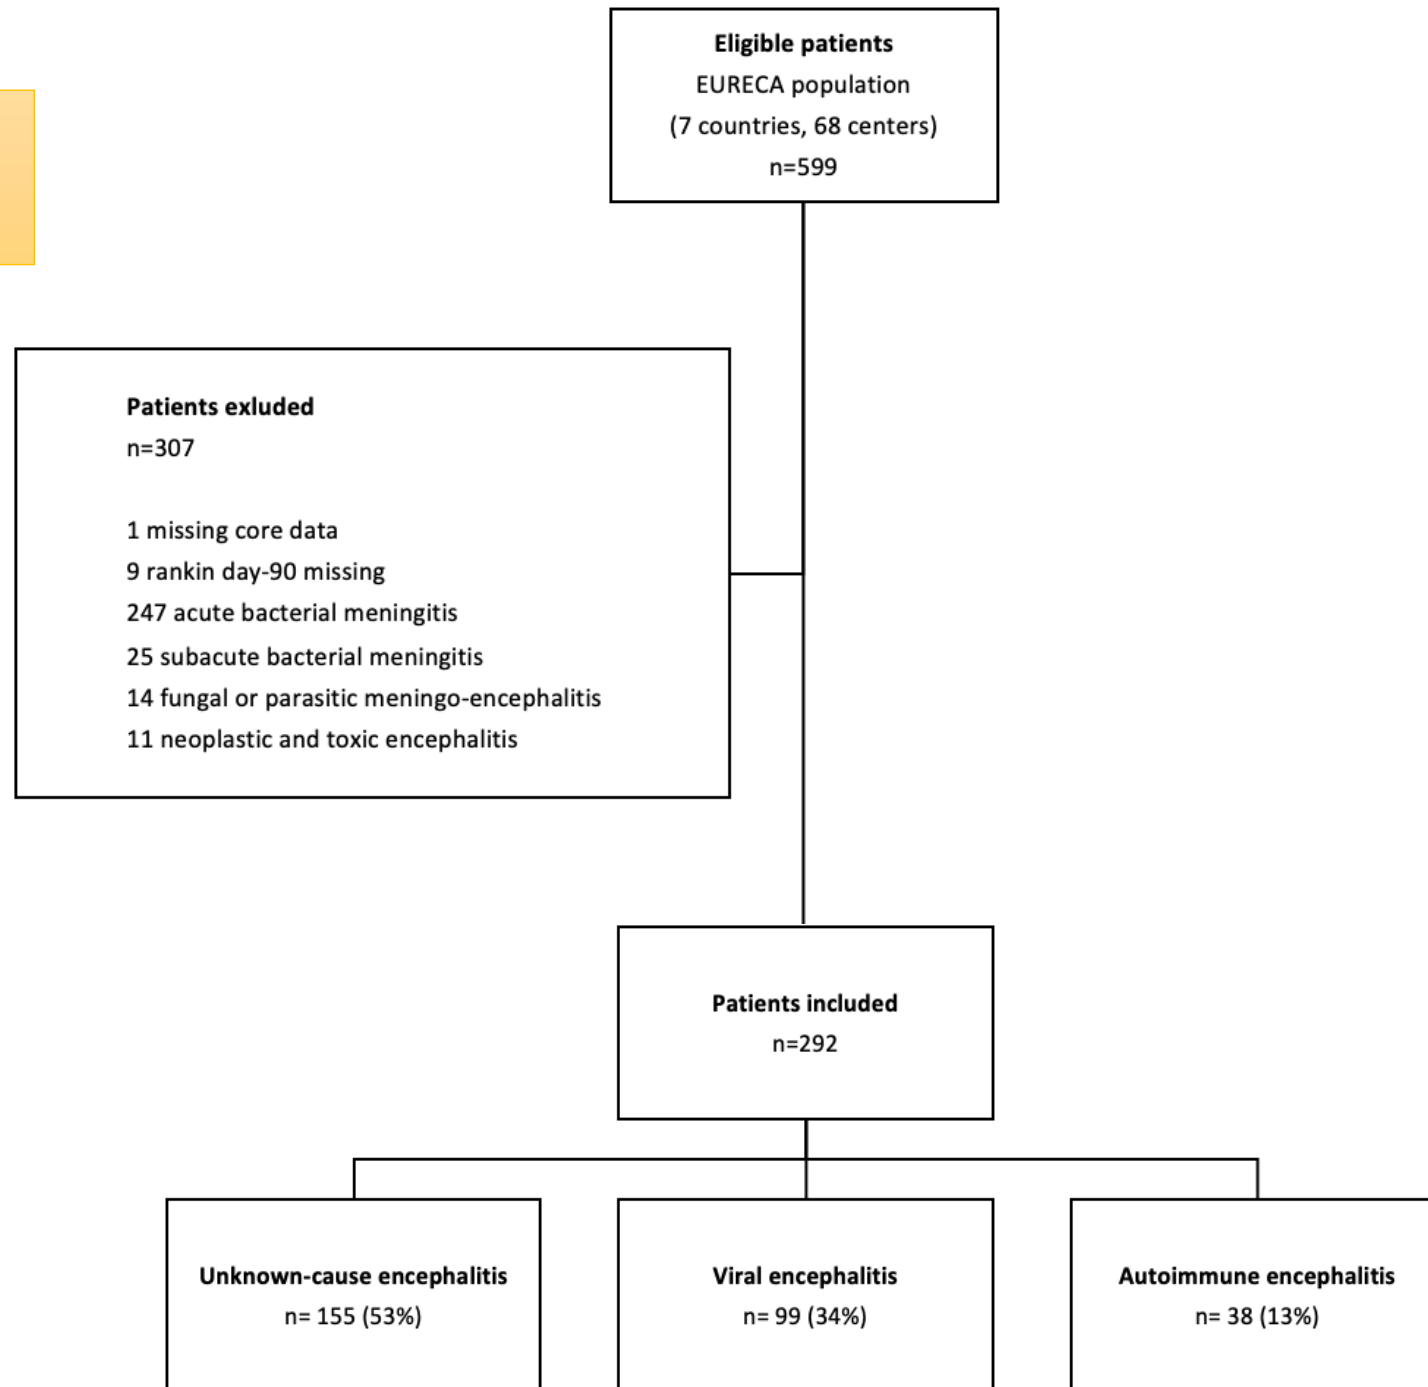 Eligible patients
EURECA population
(7 countries, 68 centers)
n=599
Patients exluded
n=307
1 missing core data
9 rankin day-90 missing
247 acute bacterial meningitis
25 subacute bacterial meningitis
14 fungal or parasitic meningo-encephalitis
11 neoplastic and toxic encephalitis
Patients included
n=292
Unknown-cause encephalitis
n= 155 (53%)
Viral encephalitis
n= 99 (34%)
Autoimmune encephalitis
n= 38 (13%)